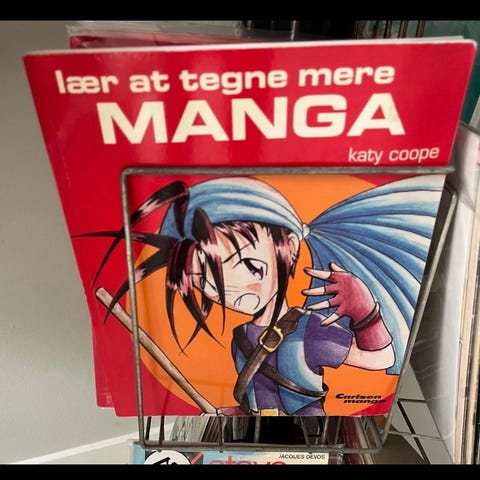 lær at tegne mere
MANGA
katy coope
Carlsen
manga
JACQUES DEVOS